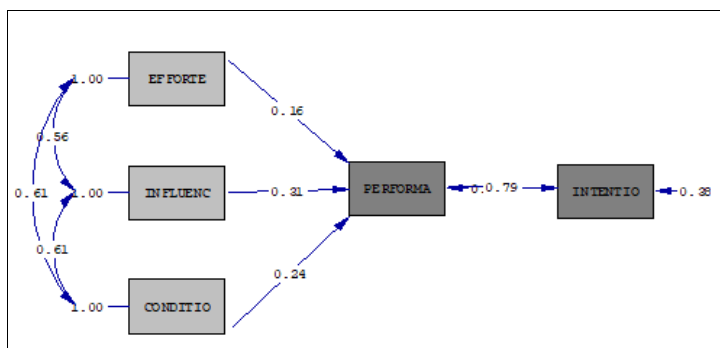 1.00
EFFORTE
0.16
0.56
0.61
1.00
INFLUENC
0.31
PERFORMA
0.79
INTENTIO
0.38
0.61
0.24
1.00
CONDITIO